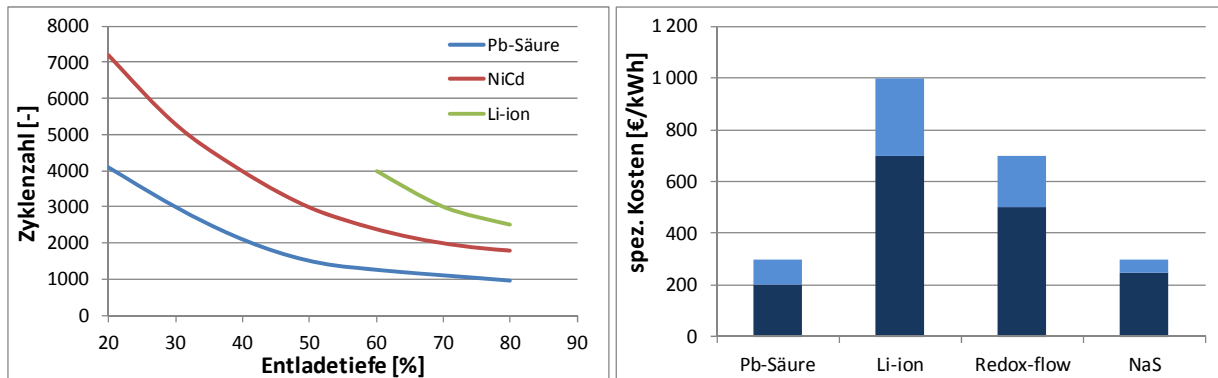 8000
7000
6000
5000
4000
3000
2000
1000
0
Zyklenzahl [-]
Pb-Säure
NiCd
Li-ion
20 30 40 50 60 70 80 90
Entladetiefe [%]
1 200
1 000
800
600
400
200
0
spez. Kosten [€/kWh]
Pb-Säure Li-ion Redox-flow NaS